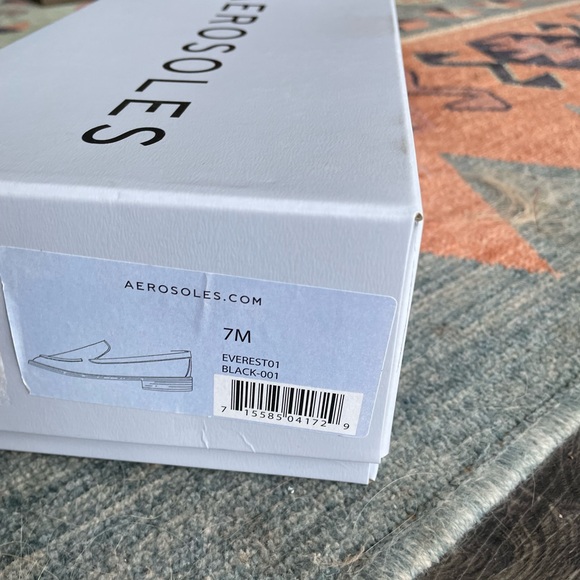 AEROSOLES
AEROSOLES.COM
7M
EVEREST01
BLACK-001
7 15585 04172 9